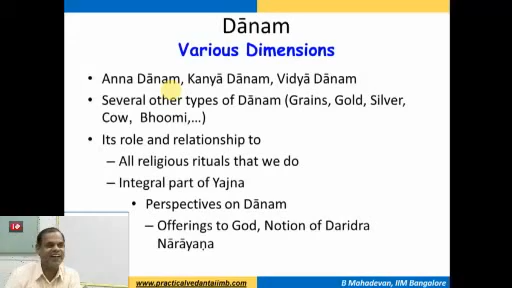 Dānam
Various Dimensions
• Anna Dānam, Kanyā Dānam, Vidyā Dānam
• Several other types of Dānam (Grains, Gold, Silver,
Cow, Bhoomi,…)
• Its role and relationship to
– All religious rituals that we do
– Integral part of Yajna
• Perspectives on Dānam
– Offerings to God, Notion of Daridra
Nārāyaṇa
www.practicalvedantaiimb.com
B Mahadevan, IIM Bangalore